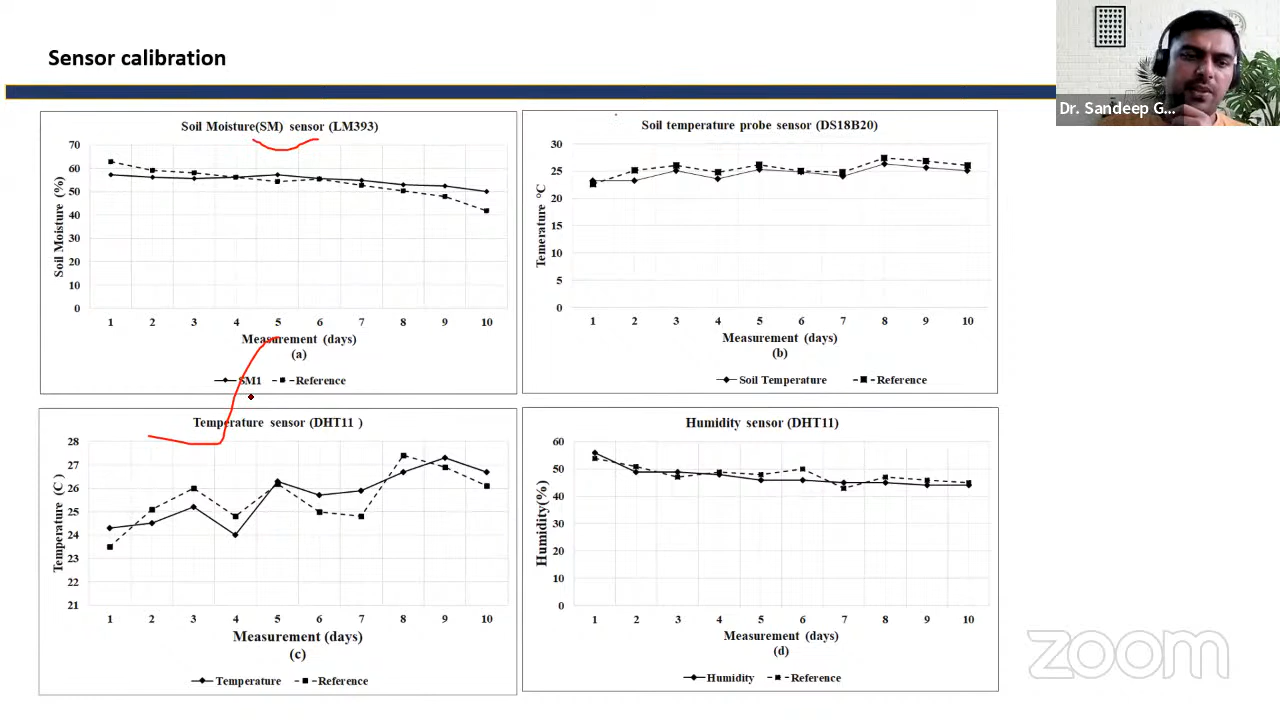 Sensor calibration
Dr. Sandeep G...
Soil Moisture(SM) sensor (LM393)
70
60
50
40
30
20
10
0
Soil Moisture (%)
1 2 3 4 5 6 7 8 9 10
Measurement (days)
(a)
SM1 Reference
Soil temperature probe sensor (DS18B20)
30
25
20
15
10
5
0
Temerature °C
1 2 3 4 5 6 7 8 9 10
Measurement (days)
(b)
Soil Temperature Reference
Temperature sensor (DHT11 )
28
27
26
25
24
23
22
21
Temperature (C )
1 2 3 4 5 6 7 8 9 10
Measurement (days)
(c)
Temperature Reference
Humidity sensor (DHT11)
60
50
40
30
20
10
0
Humidity(%)
1 2 3 4 5 6 7 8 9 10
Measurement (days)
(d)
Humidity Reference
zoom